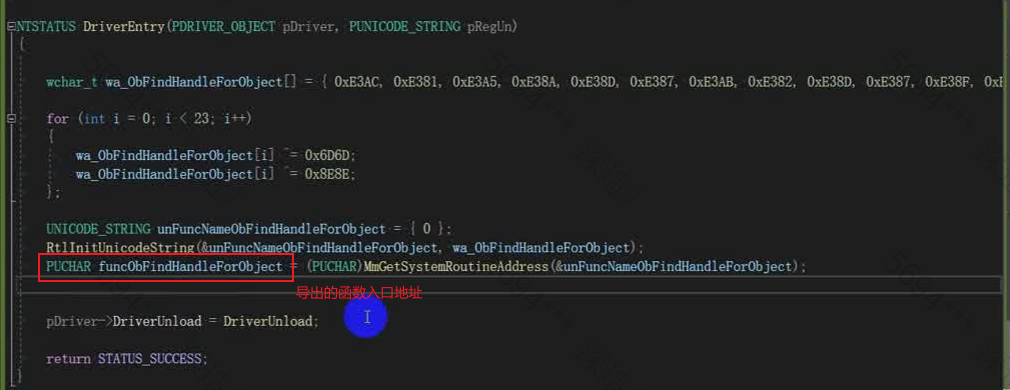 NTSTATUS DriverEntry(PDRIVER_OBJECT pDriver, PUNICODE_STRING pRegUn)
{
wchar_t wa_ObFindHandleForObject[] = { 0xE3AC, 0xE381, 0xE3A5, 0xE38A, 0xE38D, 0xE387, 0xE3AB, 0xE382, 0xE38D, 0xE387, 0xE38F,
for (int i = 0; i < 23; i++)
{
wa_ObFindHandleForObject[i] ^= 0x6D6D;
wa_ObFindHandleForObject[i] ^= 0x8E8E;
};
UNICODE_STRING unFuncNameObFindHandleForObject = { 0 };
RtlInitUnicodeString(&unFuncNameObFindHandleForObject, wa_ObFindHandleForObject);
PUCHAR funcObFindHandleForObject = (PUCHAR)MmGetSystemRoutineAddress(&unFuncNameObFindHandleForObject);
导出的函数入口地址
pDriver->DriverUnload = DriverUnload;
return STATUS_SUCCESS;
}